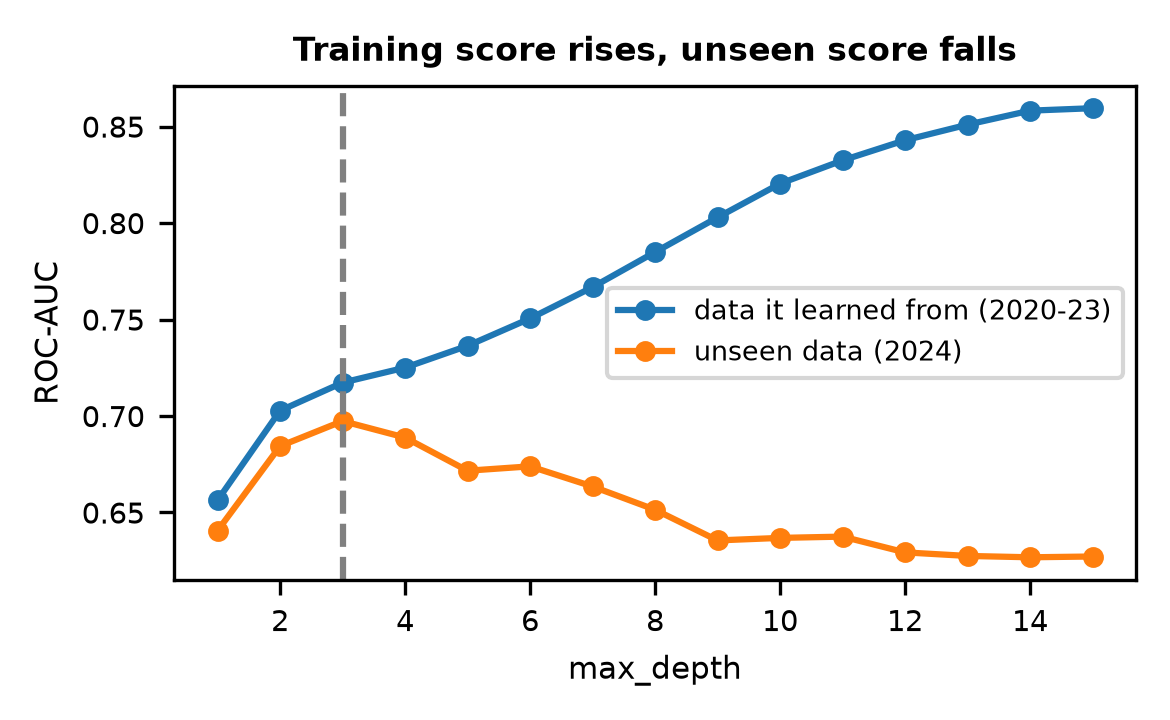 Training score rises, unseen score falls
ROC-AUC
0.85
0.80
0.75
0.70
0.65
data it learned from (2020-23)
unseen data (2024)
2 4 6 8 10 12 14
max_depth